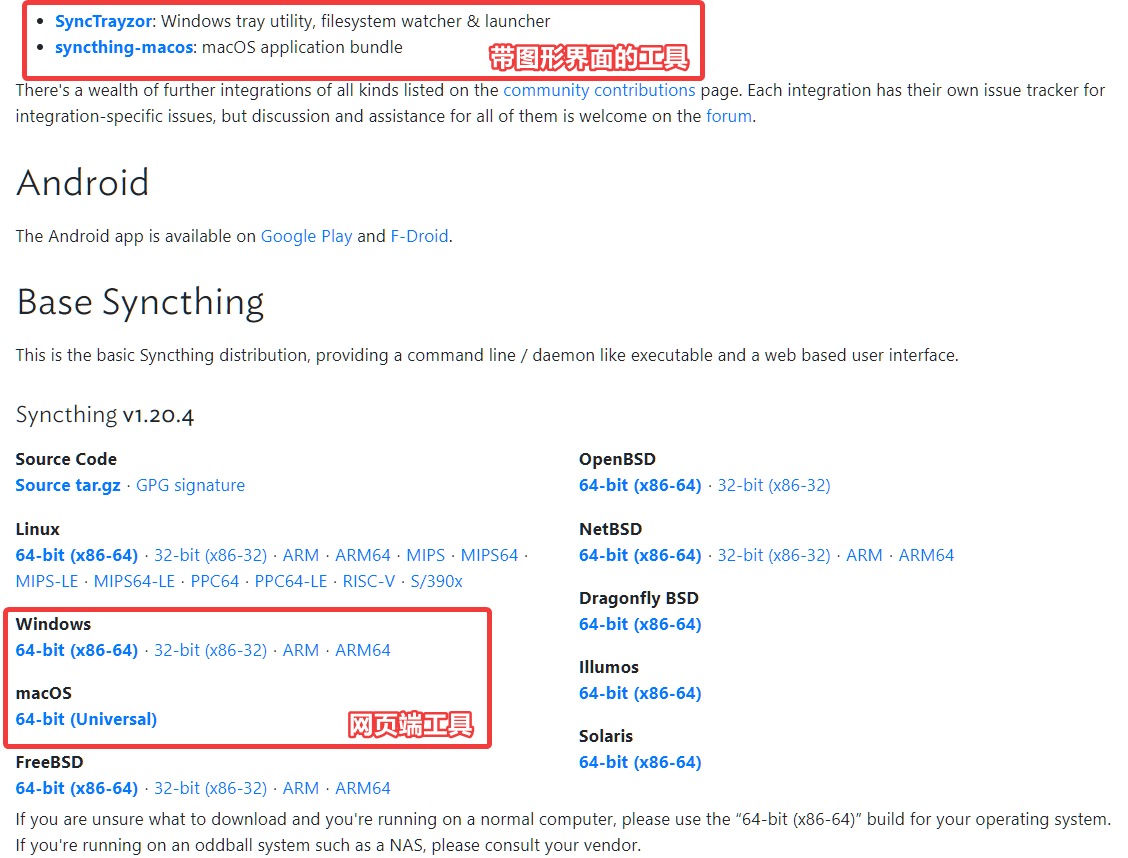 • SyncTrayzor: Windows tray utility, filesystem watcher & launcher
• syncthing-macos: macOS application bundle
带图形界面的工具
There's a wealth of further integrations of all kinds listed on the community contributions page. Each integration has their own issue tracker for
integration-specific issues, but discussion and assistance for all of them is welcome on the forum.
Android
The Android app is available on Google Play and F-Droid.
Base Syncthing
This is the basic Syncthing distribution, providing a command line / daemon like executable and a web based user interface.
Syncthing v1.20.4
Source Code
Source tar.gz · GPG signature
Linux
64-bit (x86-64) · 32-bit (x86-32) · ARM · ARM64 · MIPS · MIPS64 ·
MIPS-LE · MIPS64-LE · PPC64 · PPC64-LE · RISC-V · S/390x
Windows
64-bit (x86-64) · 32-bit (x86-32) · ARM · ARM64
macOS
64-bit (Universal)
网页端工具
FreeBSD
64-bit (x86-64) · 32-bit (x86-32) · ARM · ARM64
OpenBSD
64-bit (x86-64) · 32-bit (x86-32)
NetBSD
64-bit (x86-64) · 32-bit (x86-32) · ARM · ARM64
Dragonfly BSD
64-bit (x86-64)
Illumos
64-bit (x86-64)
Solaris
64-bit (x86-64)
If you are unsure what to download and you're running on a normal computer, please use the “64-bit (x86-64)” build for your operating system.
If you're running on an oddball system such as a NAS, please consult your vendor.